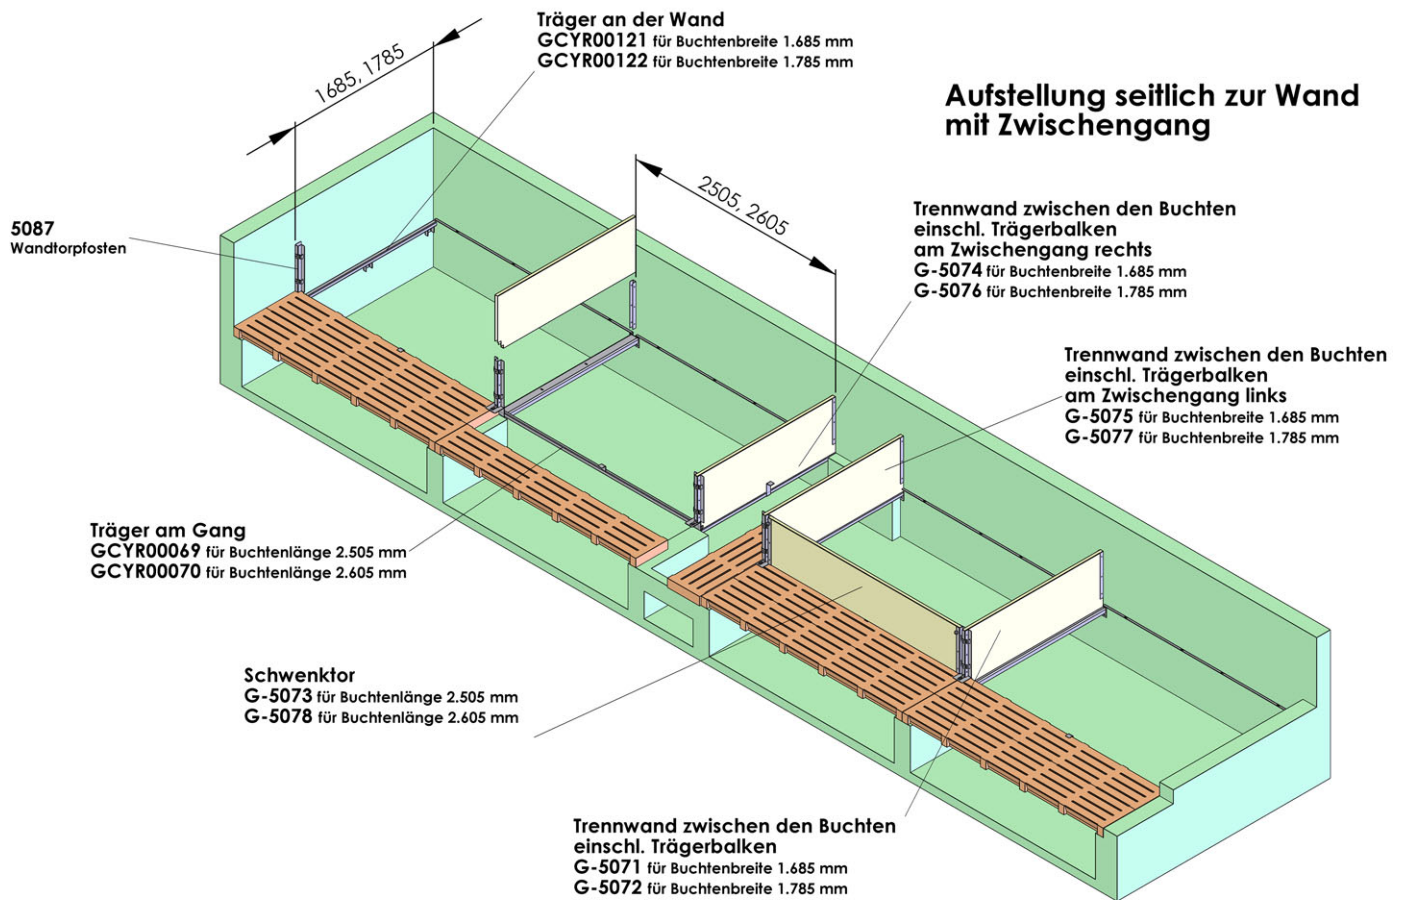 Träger an der Wand
GCYR00121 für Buchtenbreite 1.685 mm
GCYR00122 für Buchtenbreite 1.785 mm
1685, 1785
Aufstellung seitlich zur Wand
mit Zwischengang
2505, 2605
5087
Wandtorpfosten
Trennwand zwischen den Buchten
einschl. Trägerbalken
am Zwischengang rechts
G-5074 für Buchtenbreite 1.685 mm
G-5076 für Buchtenbreite 1.785 mm
Trennwand zwischen den Buchten
einschl. Trägerbalken
am Zwischengang links
G-5075 für Buchtenbreite 1.685 mm
G-5077 für Buchtenbreite 1.785 mm
Träger am Gang
GCYR00069 für Buchtenlänge 2.505 mm
GCYR00070 für Buchtenlänge 2.605 mm
Schwenktor
G-5073 für Buchtenlänge 2.505 mm
G-5078 für Buchtenlänge 2.605 mm
Trennwand zwischen den Buchten
einschl. Trägerbalken
G-5071 für Buchtenbreite 1.685 mm
G-5072 für Buchtenbreite 1.785 mm